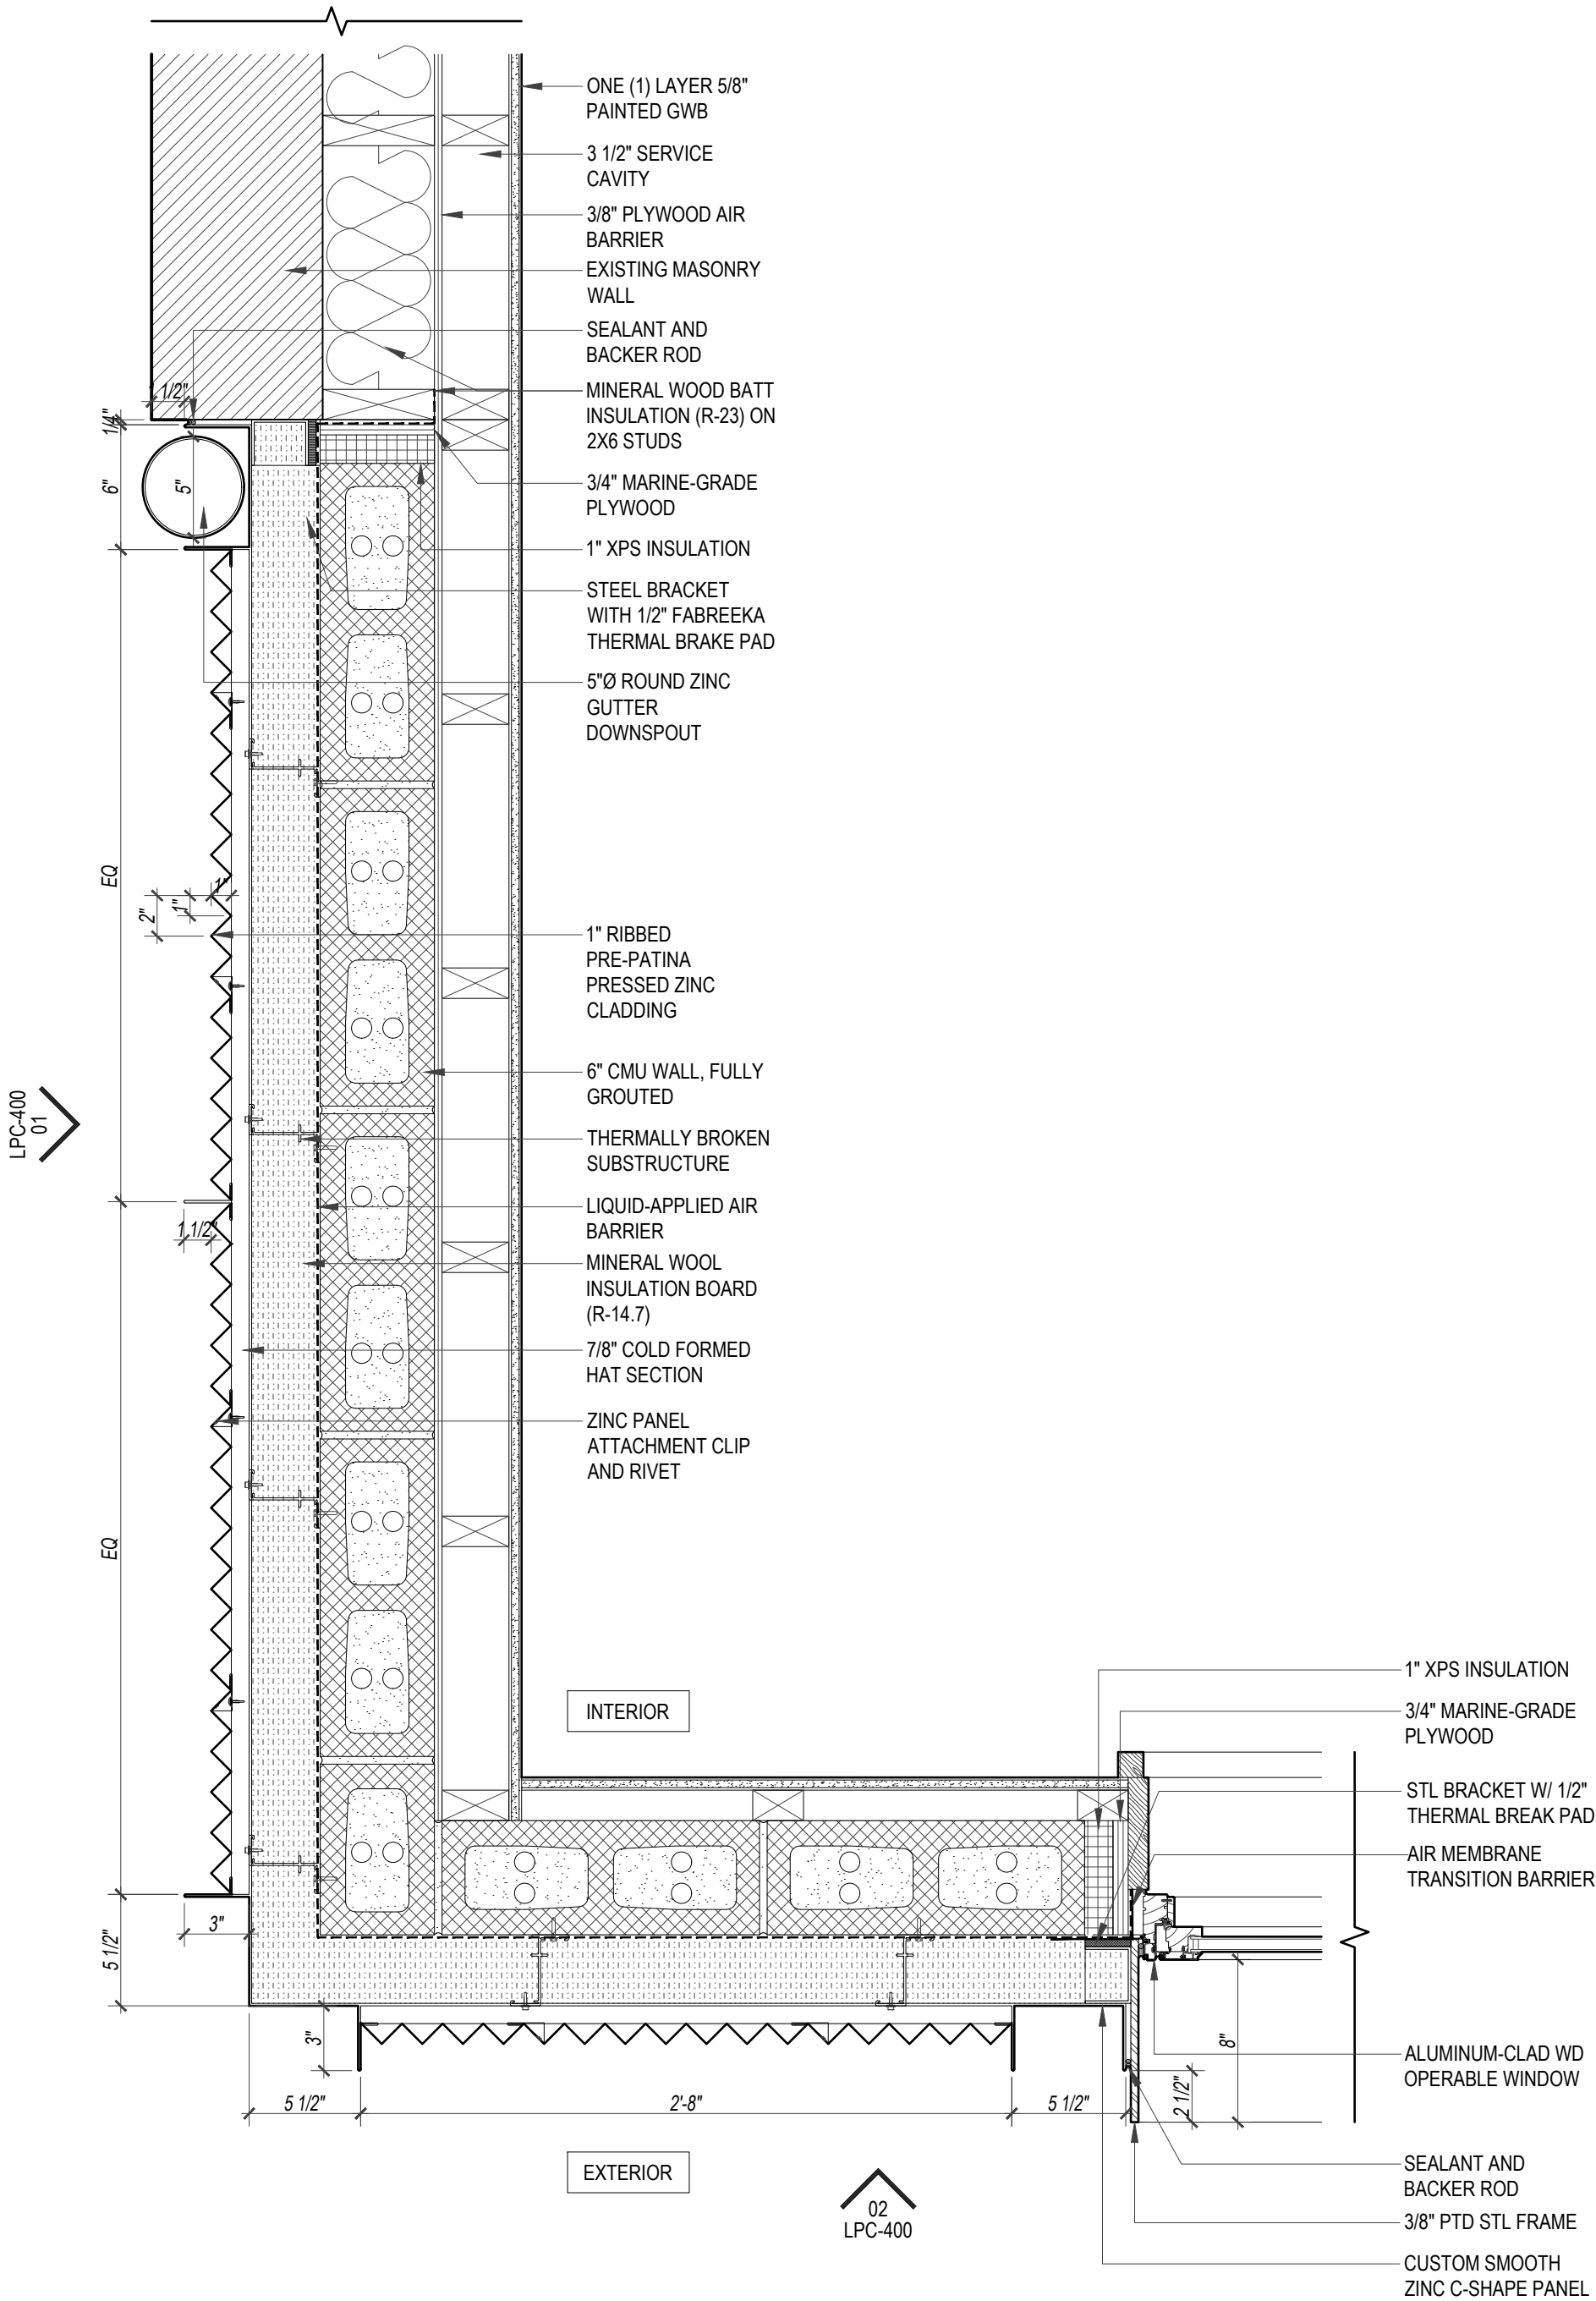 ONE (1) LAYER 5/8"
PAINTED GWB
3 1/2" SERVICE
CAVITY
3/8" PLYWOOD AIR
BARRIER
EXISTING MASONRY
WALL
SEALANT AND
BACKER ROD
MINERAL WOOD BATT
INSULATION (R-23) ON
2X6 STUDS
3/4" MARINE-GRADE
PLYWOOD
1" XPS INSULATION
STEEL BRACKET
WITH 1/2" FABREEKA
THERMAL BRAKE PAD
5"Ø ROUND ZINC
GUTTER
DOWNSPOUT
1" RIBBED
PRE-PATINA
PRESSED ZINC
CLADDING
6" CMU WALL, FULLY
GROUTED
THERMALLY BROKEN
SUBSTRUCTURE
LIQUID-APPLIED AIR
BARRIER
MINERAL WOOL
INSULATION BOARD
(R-14.7)
7/8" COLD FORMED
HAT SECTION
ZINC PANEL
ATTACHMENT CLIP
AND RIVET
1/2"
1/4"
6"
5"
EQ
2"
1"
1"
LPC-400
01
1 1/2"
EQ
3"
5 1/2"
3"
5 1/2"
2'-8"
5 1/2"
2 1/2"
8"
INTERIOR
EXTERIOR
02
LPC-400
1" XPS INSULATION
3/4" MARINE-GRADE
PLYWOOD
STL BRACKET W/ 1/2"
THERMAL BREAK PAD
AIR MEMBRANE
TRANSITION BARRIER
ALUMINUM-CLAD WD
OPERABLE WINDOW
SEALANT AND
BACKER ROD
3/8" PTD STL FRAME
CUSTOM SMOOTH
ZINC C-SHAPE PANEL